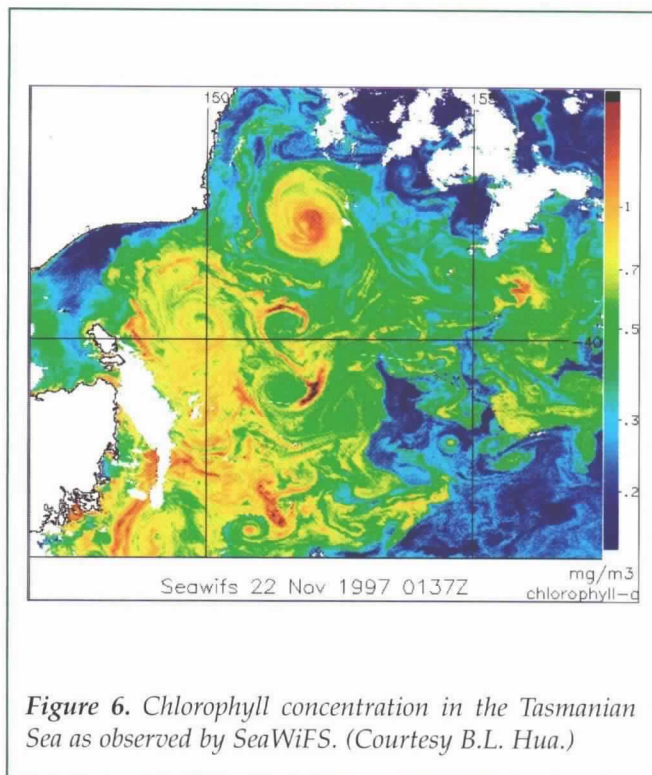 150
155
-1
-.7
-.5
-40
-.3
-.2
Seawifs 22 Nov 1997 0137Z
mg/m3
chlorophyll-a
Figure 6. Chlorophyll concentration in the Tasmanian
Sea as observed by SeaWiFS. (Courtesy B.L. Hua.)